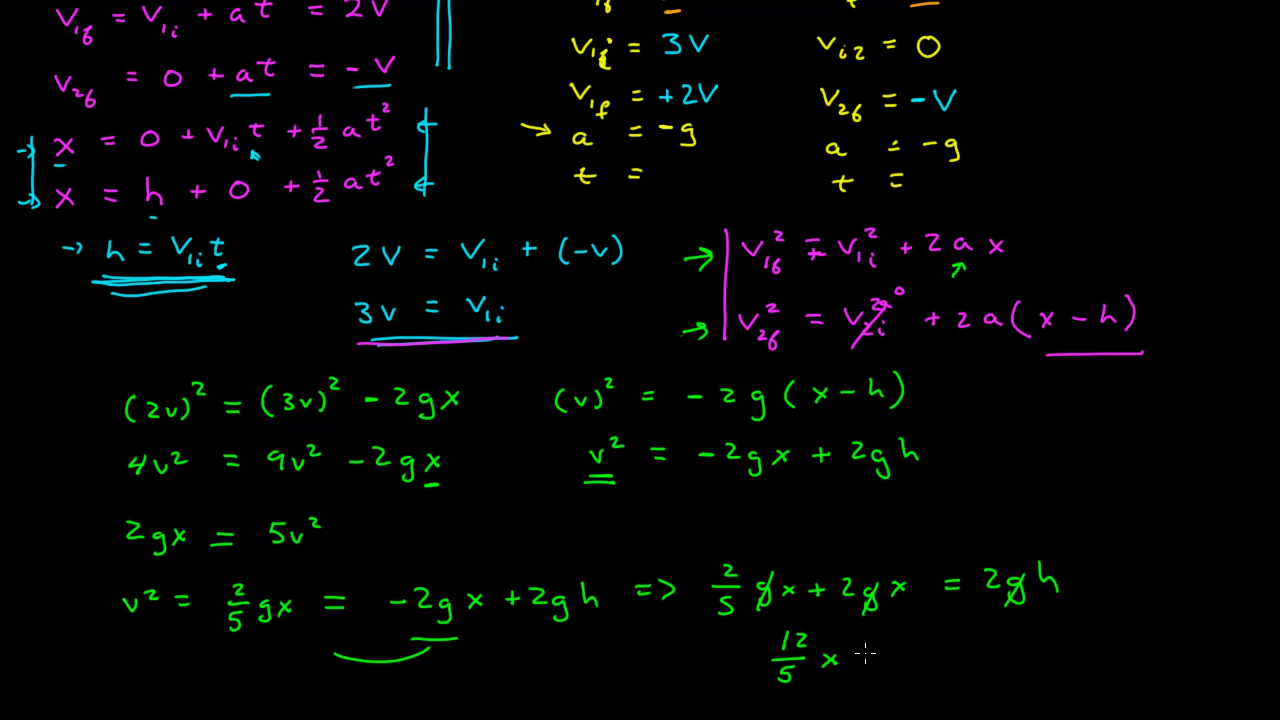 V₁f = V₁ᵢ + at = 2V
V₂f = 0 + at = -V
x = 0 + V₁ᵢt + 1/2 at²
x = h + 0 + 1/2 at²
→ h = V₁ᵢt
V₁ᵢ = 3V
V₁f = +2V
→ a = -g
t =
Vᵢ₂ = 0
V₂f = -V
a = -g
t =
2V = V₁ᵢ + (-v)
3v = V₁ᵢ
→ V₁f² = V₁ᵢ² + 2ax
→ V₂f² = V₂ᵢ² 0 + 2a(x-h)
(2v)² = (3v)² - 2gx
4v² = 9v² - 2gx
2gx = 5v²
(v)² = -2g(x-h)
v² = -2gx + 2gh
v² = 2/5 gx = -2gx + 2gh => 2/5 gx + 2gx = 2gh
12/5 x